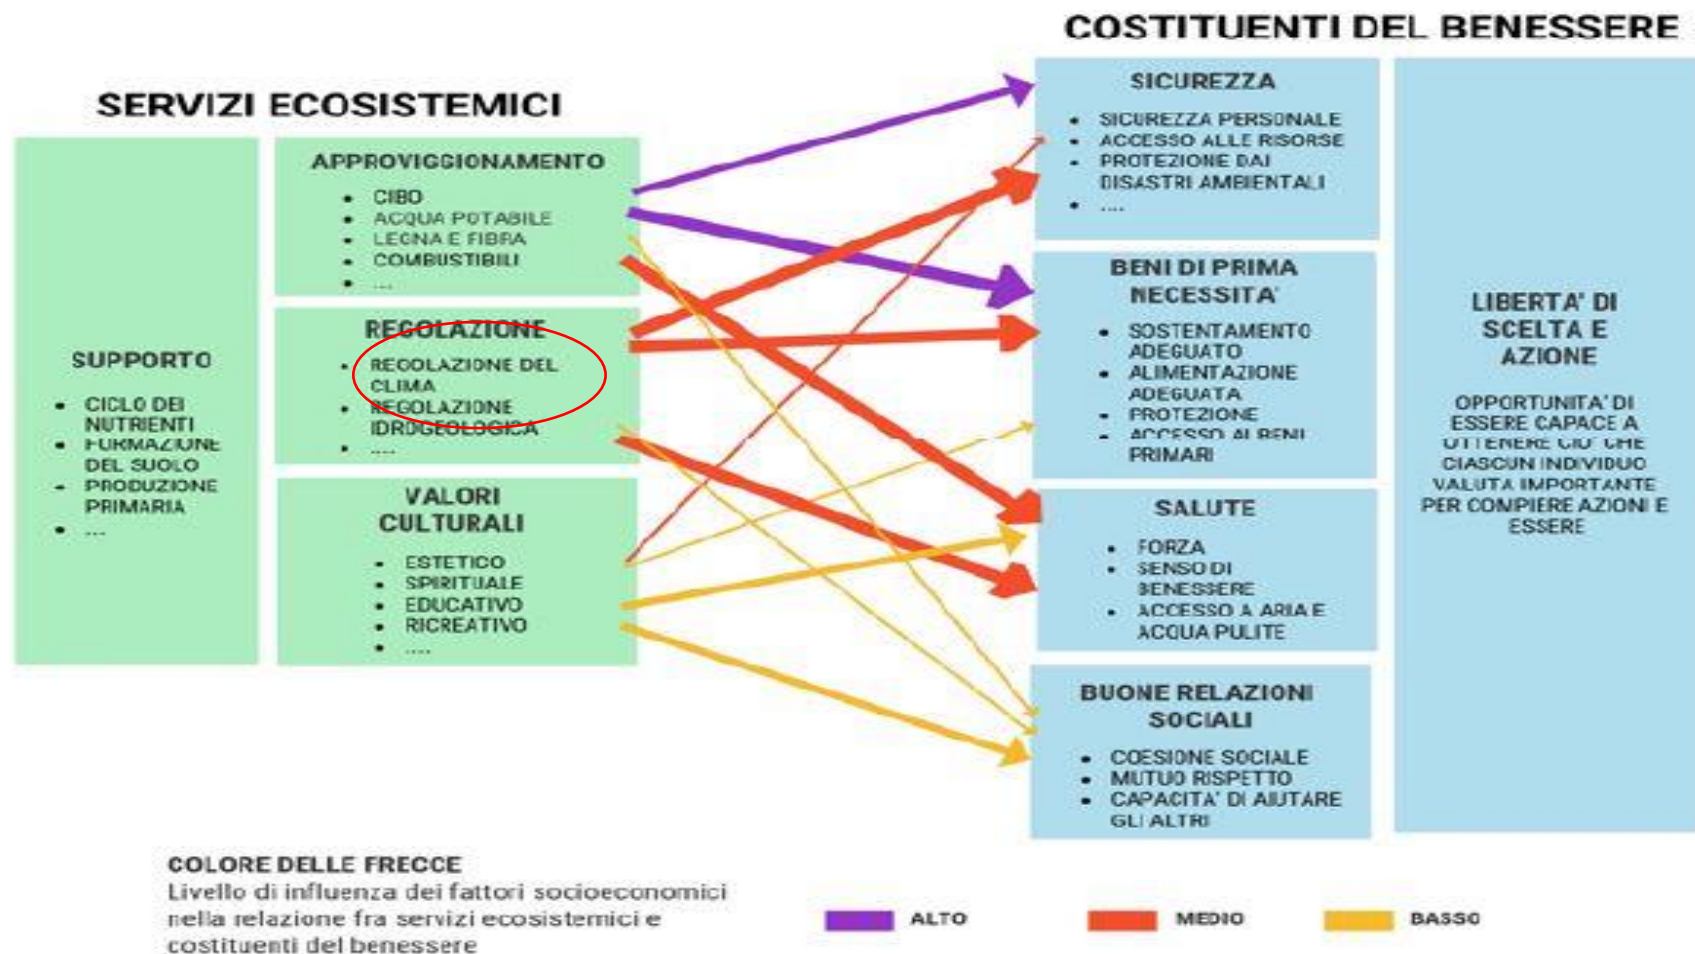 COSTITUENTI DEL BENESSERE
SERVIZI ECOSISTEMICI
SUPPORTO
• CICLO DEI
NUTRIENTI
• FORMAZIONE
DEL SUOLO
• PRODUZIONE
PRIMARIA
• ...
APPROVIGGIONAMENTO
• CIBO
• ACQUA POTABILE
• LEGNA E FIBRA
• COMBUSTIBILI
• ...
REGOLAZIONE
• REGOLAZIONE DEL
CLIMA
• REGOLAZIONE
IDROGEOLOGICA
• ....
VALORI
CULTURALI
• ESTETICO
• SPIRITUALE
• EDUCATIVO
• RICREATIVO
• ....
SICUREZZA
• SICUREZZA PERSONALE
• ACCESSO ALLE RISORSE
• PROTEZIONE DAI
DISASTRI AMBIENTALI
• ....
BENI DI PRIMA
NECESSITA'
• SOSTENTAMENTO
ADEGUATO
• ALIMENTAZIONE
ADEGUATA
• PROTEZIONE
• ACCESSO AI BENI
PRIMARI
SALUTE
• FORZA
• SENSO DI
BENESSERE
• ACCESSO A ARIA E
ACQUA PULITE
BUONE RELAZIONI
SOCIALI
• COESIONE SOCIALE
• MUTUO RISPETTO
• CAPACITA' DI AIUTARE
GLI ALTRI
LIBERTA' DI
SCELTA E
AZIONE
OPPORTUNITA' DI
ESSERE CAPACE A
OTTENERE CIO' CHE
CIASCUN INDIVIDUO
VALUTA IMPORTANTE
PER COMPIERE AZIONI E
ESSERE
COLORE DELLE FRECCE
Livello di influenza dei fattori socioeconomici
nella relazione fra servizi ecosistemici e
costituenti del benessere
ALTO
MEDIO
BASSO